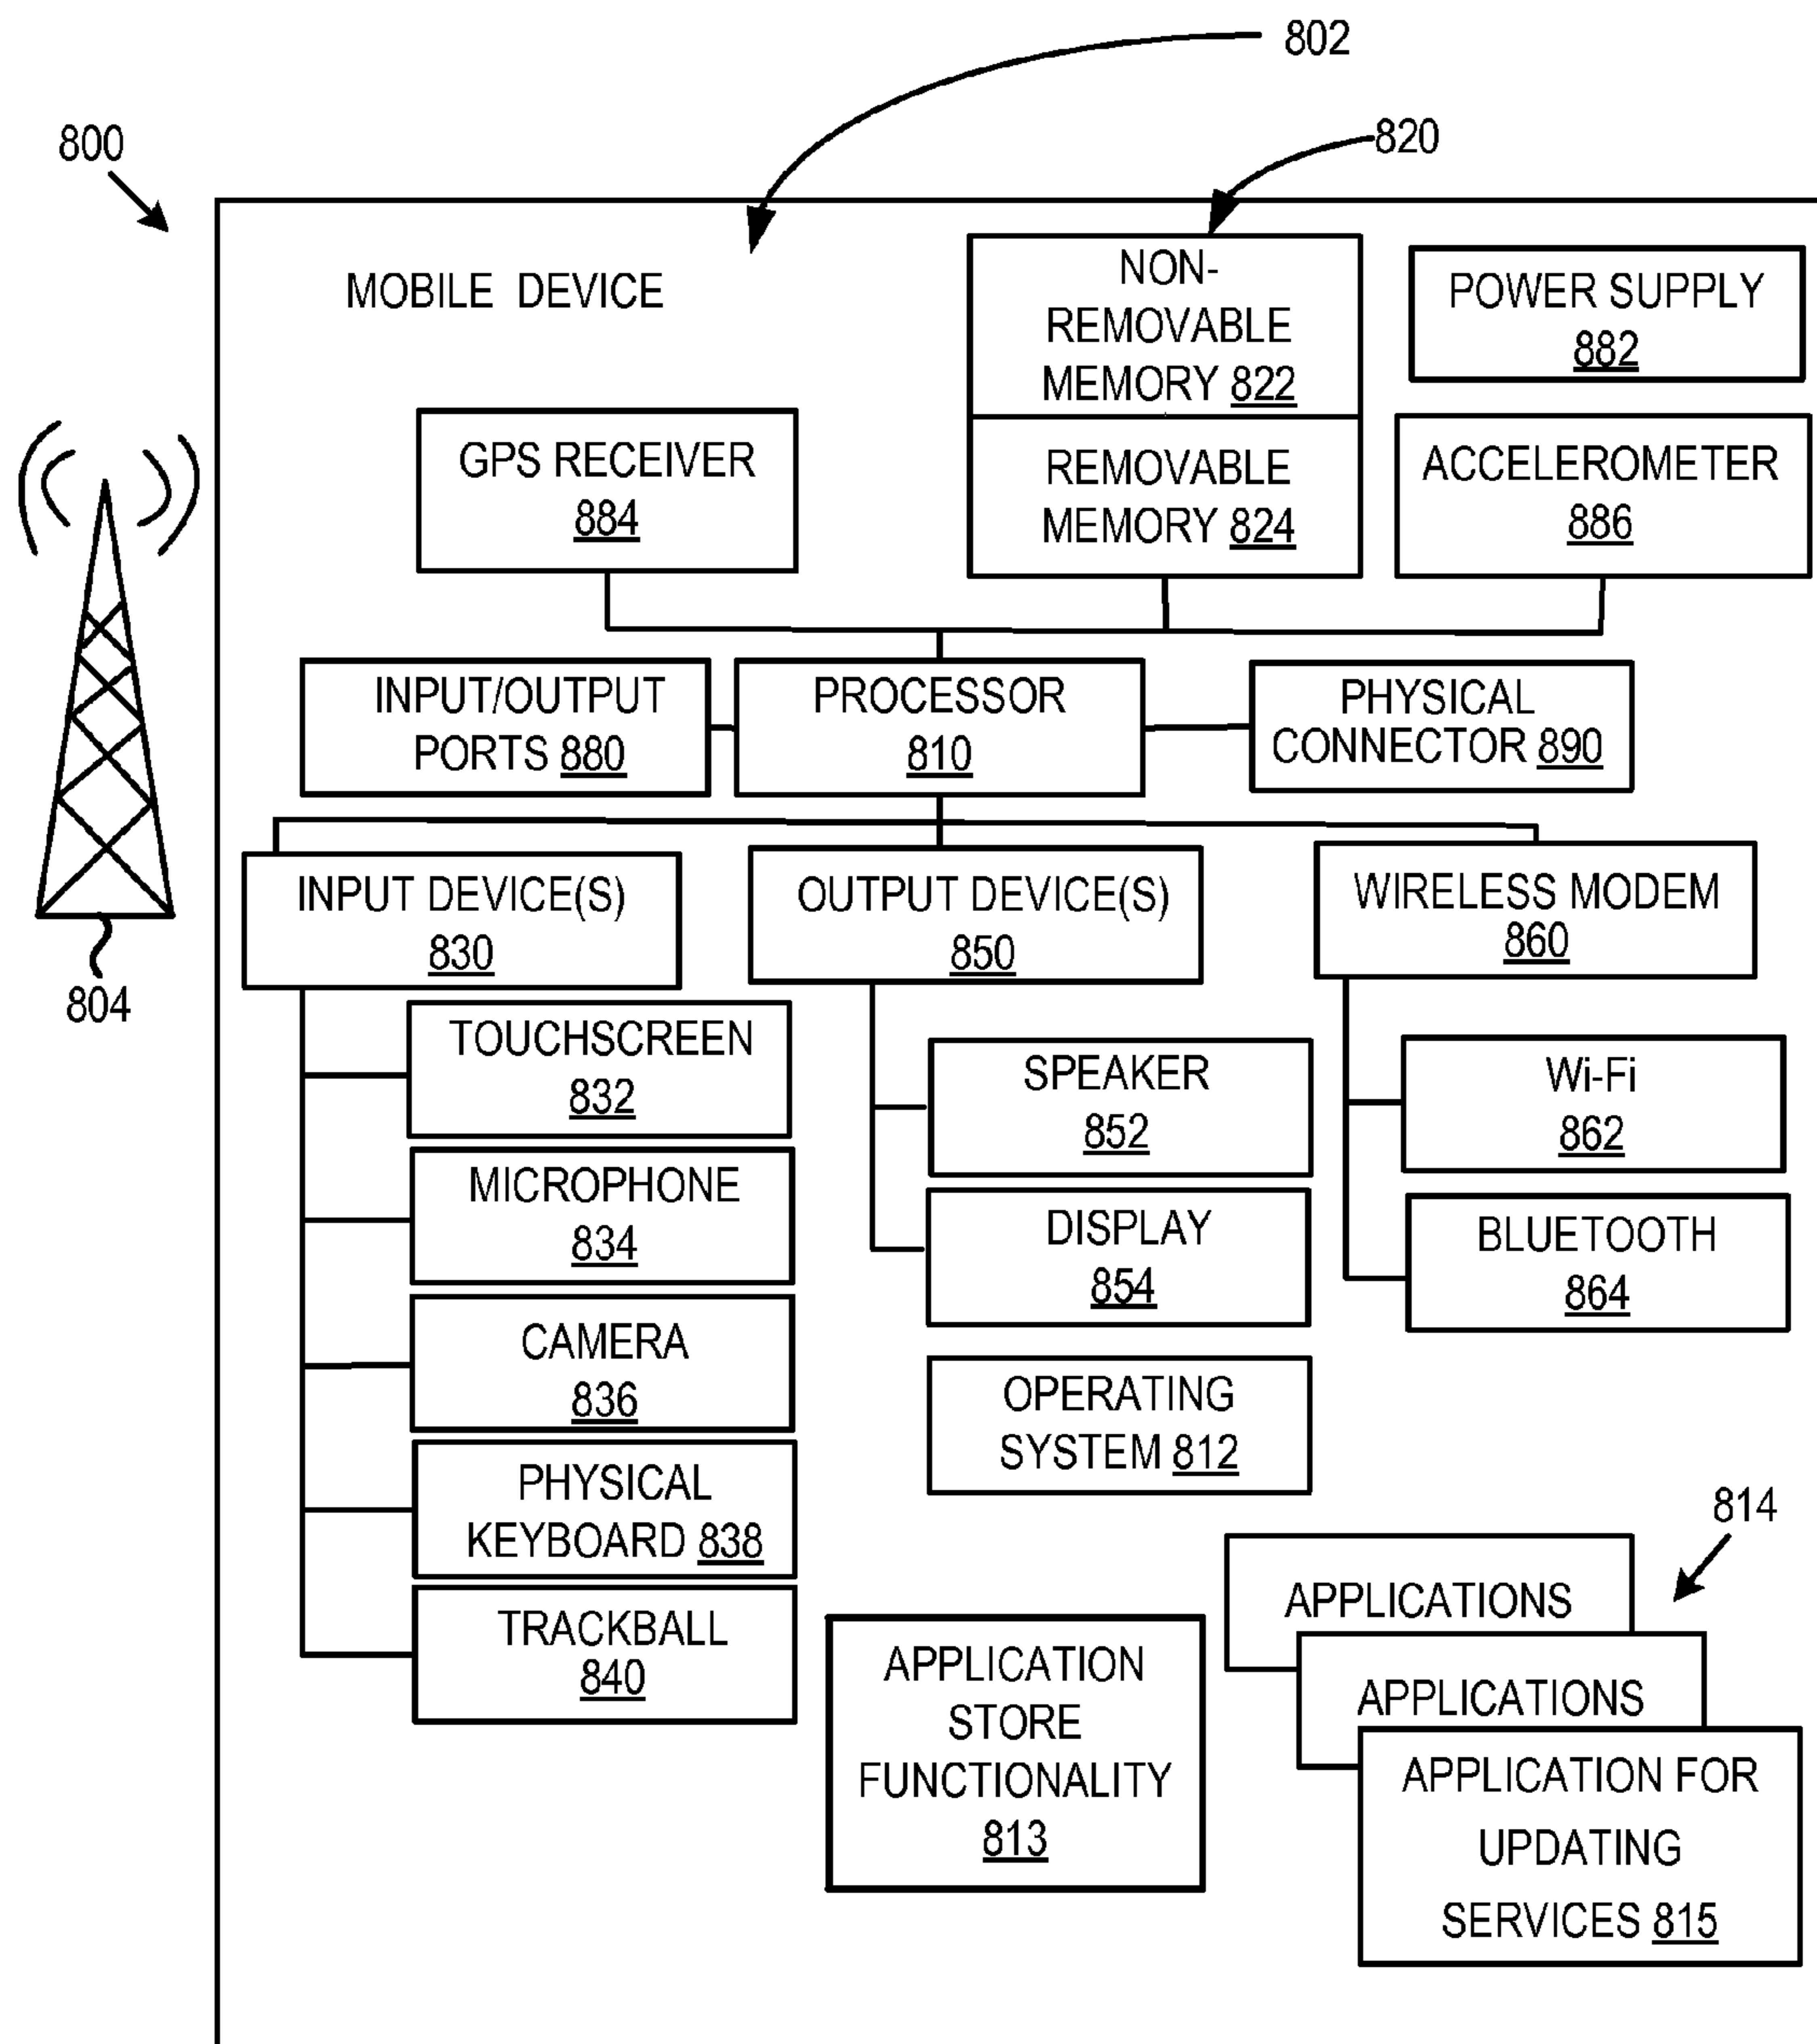 802
800
820
MOBILE DEVICE
NON-
REMOVABLE
MEMORY 822
POWER SUPPLY
882
GPS RECEIVER
884
REMOVABLE
MEMORY 824
ACCELEROMETER
886
INPUT/OUTPUT
PORTS 880
PROCESSOR
810
PHYSICAL
CONNECTOR 890
INPUT DEVICE(S)
830
OUTPUT DEVICE(S)
850
WIRELESS MODEM
860
804
TOUCHSCREEN
832
MICROPHONE
834
CAMERA
836
PHYSICAL
KEYBOARD 838
TRACKBALL
840
SPEAKER
852
DISPLAY
854
Wi-Fi
862
BLUETOOTH
864
OPERATING
SYSTEM 812
814
APPLICATION
STORE
FUNCTIONALITY
813
APPLICATIONS
APPLICATIONS
APPLICATION FOR
UPDATING
SERVICES 815